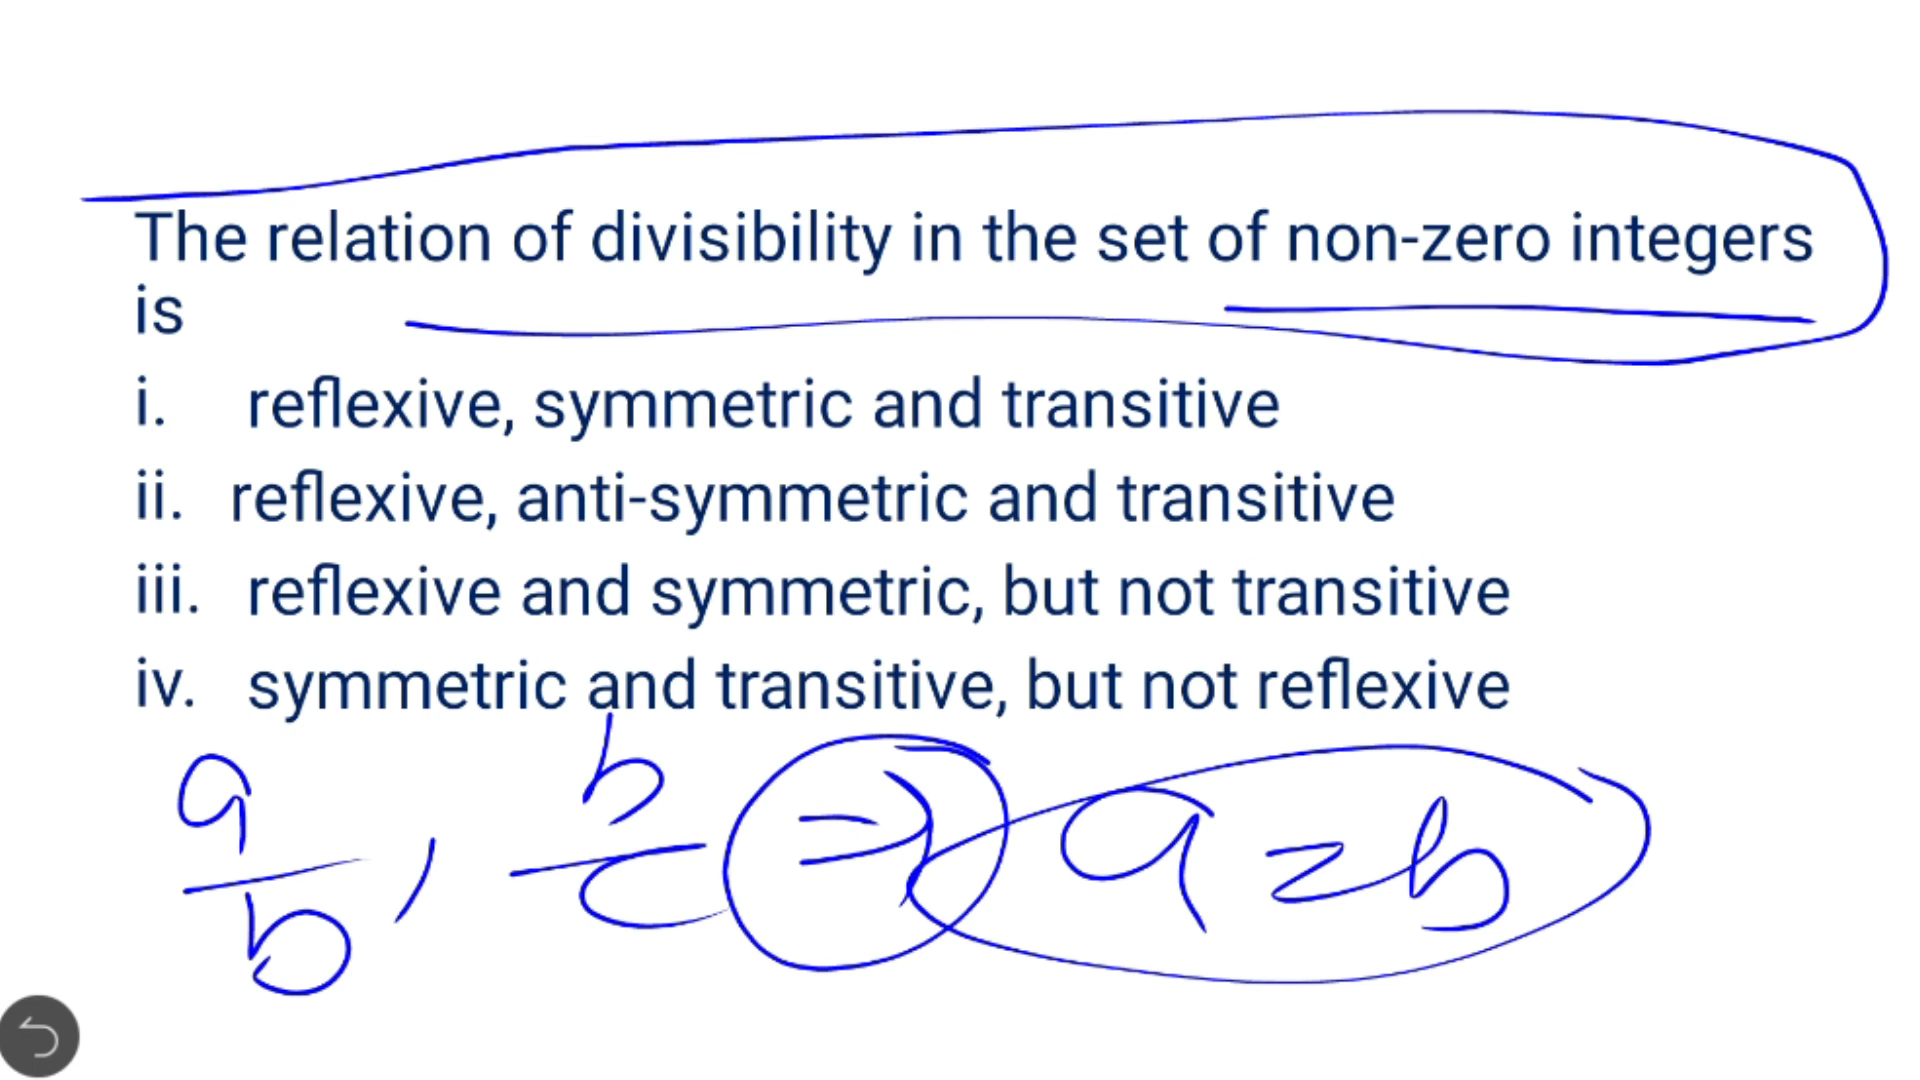 The relation of divisibility in the set of non-zero integers
is
i. reflexive, symmetric and transitive
ii. reflexive, anti-symmetric and transitive
iii. reflexive and symmetric, but not transitive
iv. symmetric and transitive, but not reflexive
a/b, b/c ⇒ a = b